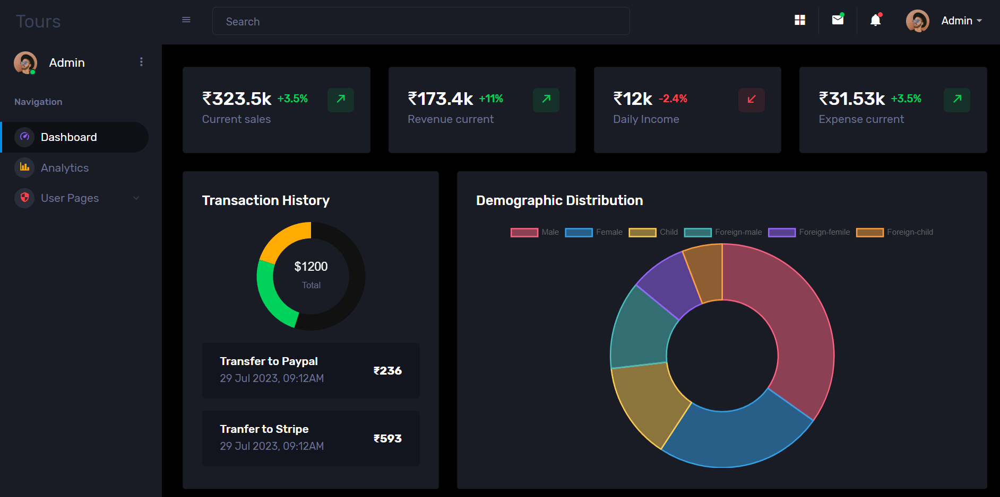 Tours
Search
Admin
Admin
Navigation
Dashboard
Analytics
User Pages
₹323.5k +3.5%
Current sales
₹173.4k +11%
Revenue current
₹12k -2.4%
Daily Income
₹31.53k +3.5%
Expense current
Transaction History
$1200
Total
Transfer to Paypal
29 Jul 2023, 09:12AM
₹236
Tranfer to Stripe
29 Jul 2023, 09:12AM
₹593
Demographic Distribution
Male Female Child Foreign-male Foreign-femile Foreign-child